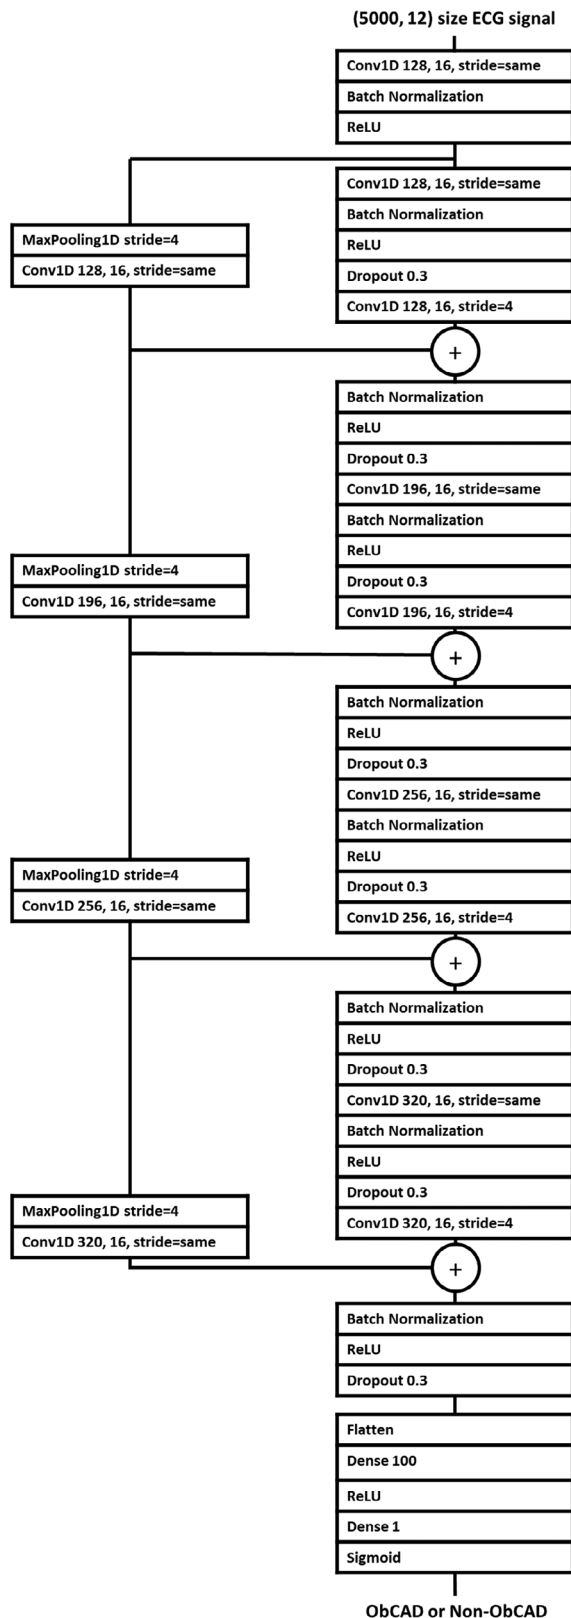 (5000, 12) size ECG signal
Conv1D 128, 16, stride=same
Batch Normalization
ReLU
Conv1D 128, 16, stride=same
Batch Normalization
ReLU
Dropout 0.3
Conv1D 128, 16, stride=4
MaxPooling1D stride=4
Conv1D 128, 16, stride=same
+
Batch Normalization
ReLU
Dropout 0.3
Conv1D 196, 16, stride=same
Batch Normalization
ReLU
Dropout 0.3
Conv1D 196, 16, stride=4
MaxPooling1D stride=4
Conv1D 196, 16, stride=same
+
Batch Normalization
ReLU
Dropout 0.3
Conv1D 256, 16, stride=same
Batch Normalization
ReLU
Dropout 0.3
Conv1D 256, 16, stride=4
MaxPooling1D stride=4
Conv1D 256, 16, stride=same
+
Batch Normalization
ReLU
Dropout 0.3
Conv1D 320, 16, stride=same
Batch Normalization
ReLU
Dropout 0.3
Conv1D 320, 16, stride=4
MaxPooling1D stride=4
Conv1D 320, 16, stride=same
+
Batch Normalization
ReLU
Dropout 0.3
Flatten
Dense 100
ReLU
Dense 1
Sigmoid
ObCAD or Non-ObCAD